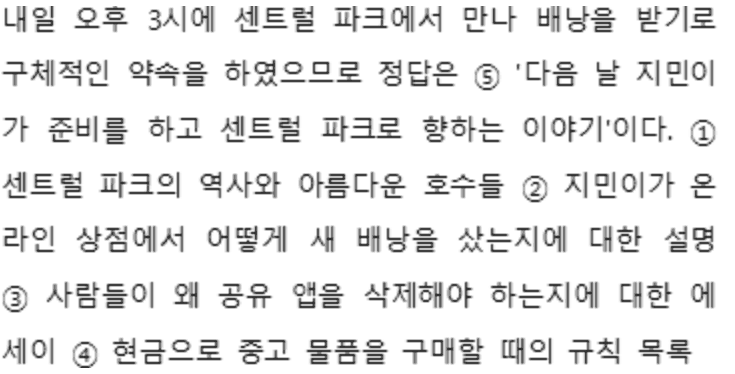 내일 오후 3시에 센트럴 파크에서 만나 배낭을 받기로
구체적인 약속을 하였으므로 정답은 ⑤ '다음 날 지민이
가 준비를 하고 센트럴 파크로 향하는 이야기'이다. ①
센트럴 파크의 역사와 아름다운 호수들 ② 지민이가 온
라인 상점에서 어떻게 새 배낭을 샀는지에 대한 설명
③ 사람들이 왜 공유 앱을 삭제해야 하는지에 대한 에
세이 ④ 현금으로 중고 물품을 구매할 때의 규칙 목록